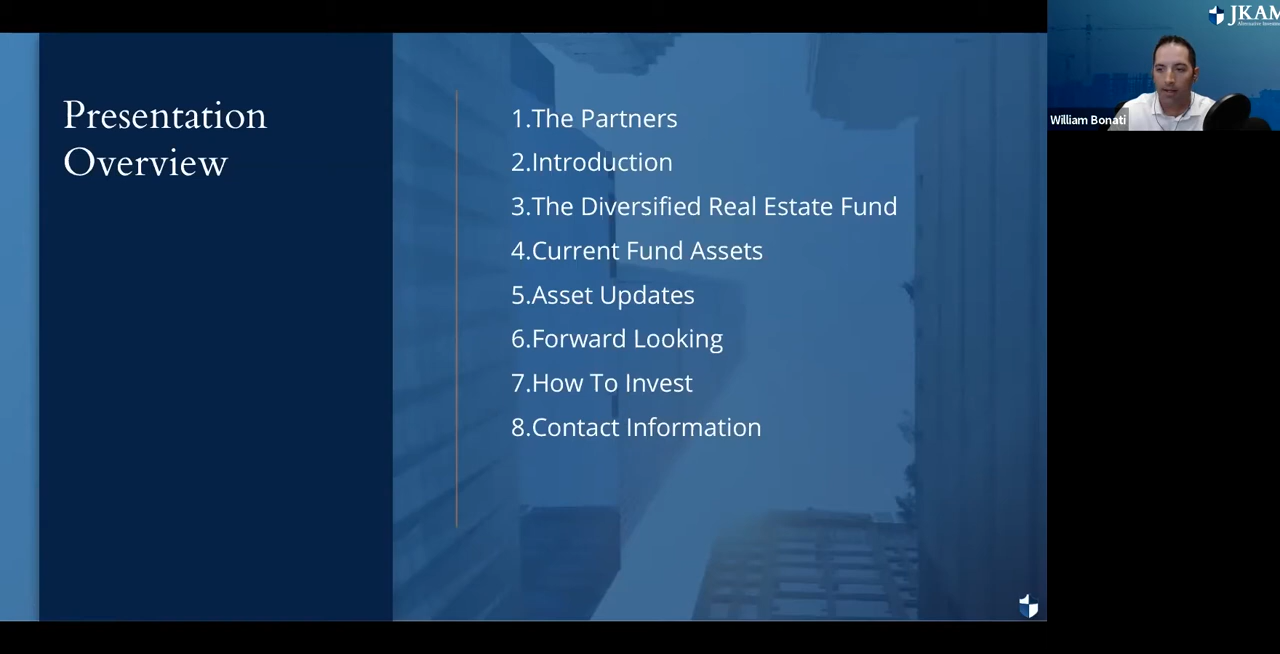 Presentation
Overview
1.The Partners
2.Introduction
3.The Diversified Real Estate Fund
4.Current Fund Assets
5.Asset Updates
6.Forward Looking
7.How To Invest
8.Contact Information
JKAM
Alternative
William Bonati